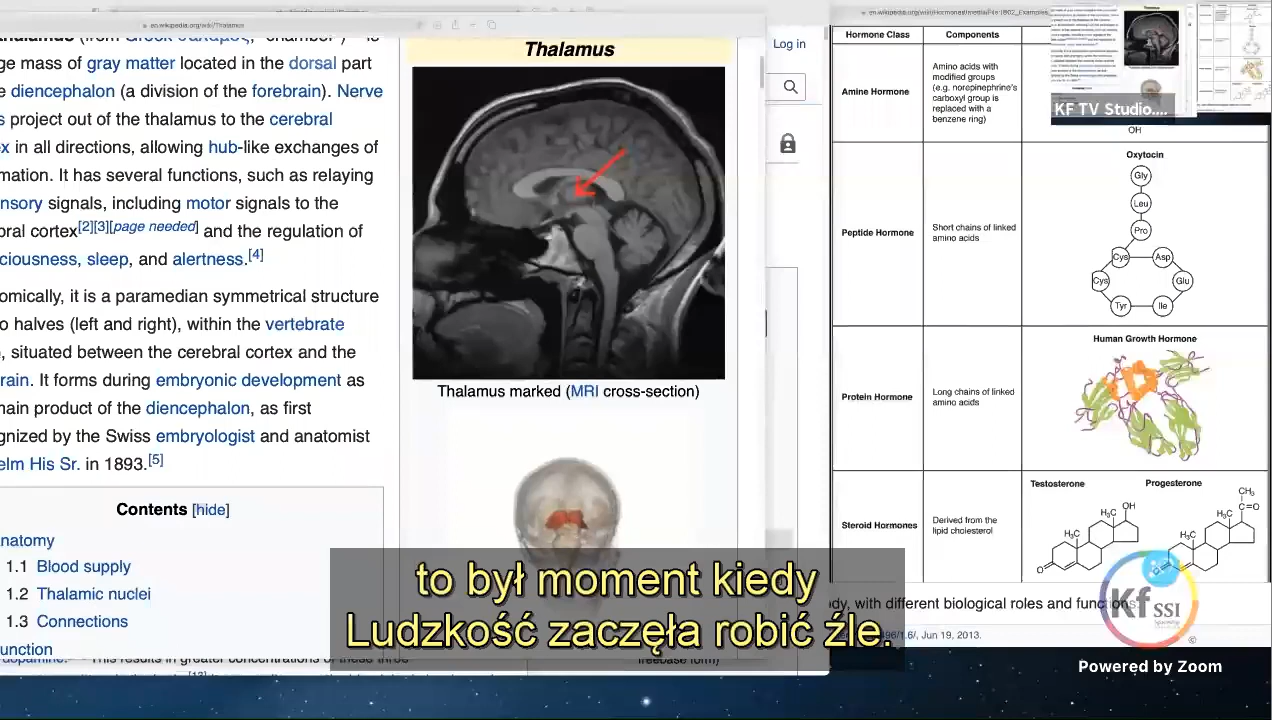 en.wikipedia.org/wiki/Thalamus
ge mass of gray matter located in the dorsal part
e diencephalon (a division of the forebrain). Nerve
s project out of the thalamus to the cerebral
ex in all directions, allowing hub-like exchanges of
mation. It has several functions, such as relaying
nsory signals, including motor signals to the
bral cortex[2][3][page needed] and the regulation of
ciousness, sleep, and alertness.[4]
omically, it is a paramedian symmetrical structure
o halves (left and right), within the vertebrate
, situated between the cerebral cortex and the
rain. It forms during embryonic development as
main product of the diencephalon, as first
gnized by the Swiss embryologist and anatomist
elm His Sr. in 1893.[5]
Contents [hide]
natomy
1.1 Blood supply
1.2 Thalamic nuclei
1.3 Connections
unction
Thalamus
Thalamus marked (MRI cross-section)
Log in
Hormone Class
Components
Amine Hormone
Amino acids with
modified groups
(e.g. norepinephrine's
carboxyl group is
replaced with a
benzene ring)
OH
Peptide Hormone
Short chains of linked
amino acids
Oxytocin
Gly
Leu
Pro
Cys
Asp
Cys
Glu
Tyr
Ile
Protein Hormone
Long chains of linked
amino acids
Human Growth Hormone
Steroid Hormones
Derived from the
lipid cholesterol
Testosterone
Progesterone
CH₃
OH
C=O
H₃C
H₃C
H₃C
H₃C
O
KF TV Studio....
to był moment kiedy
Ludzkość zaczęła robić źle.
dy, with different biological roles and functions.
Jun 19, 2013.
Kf SSI
Powered by Zoom